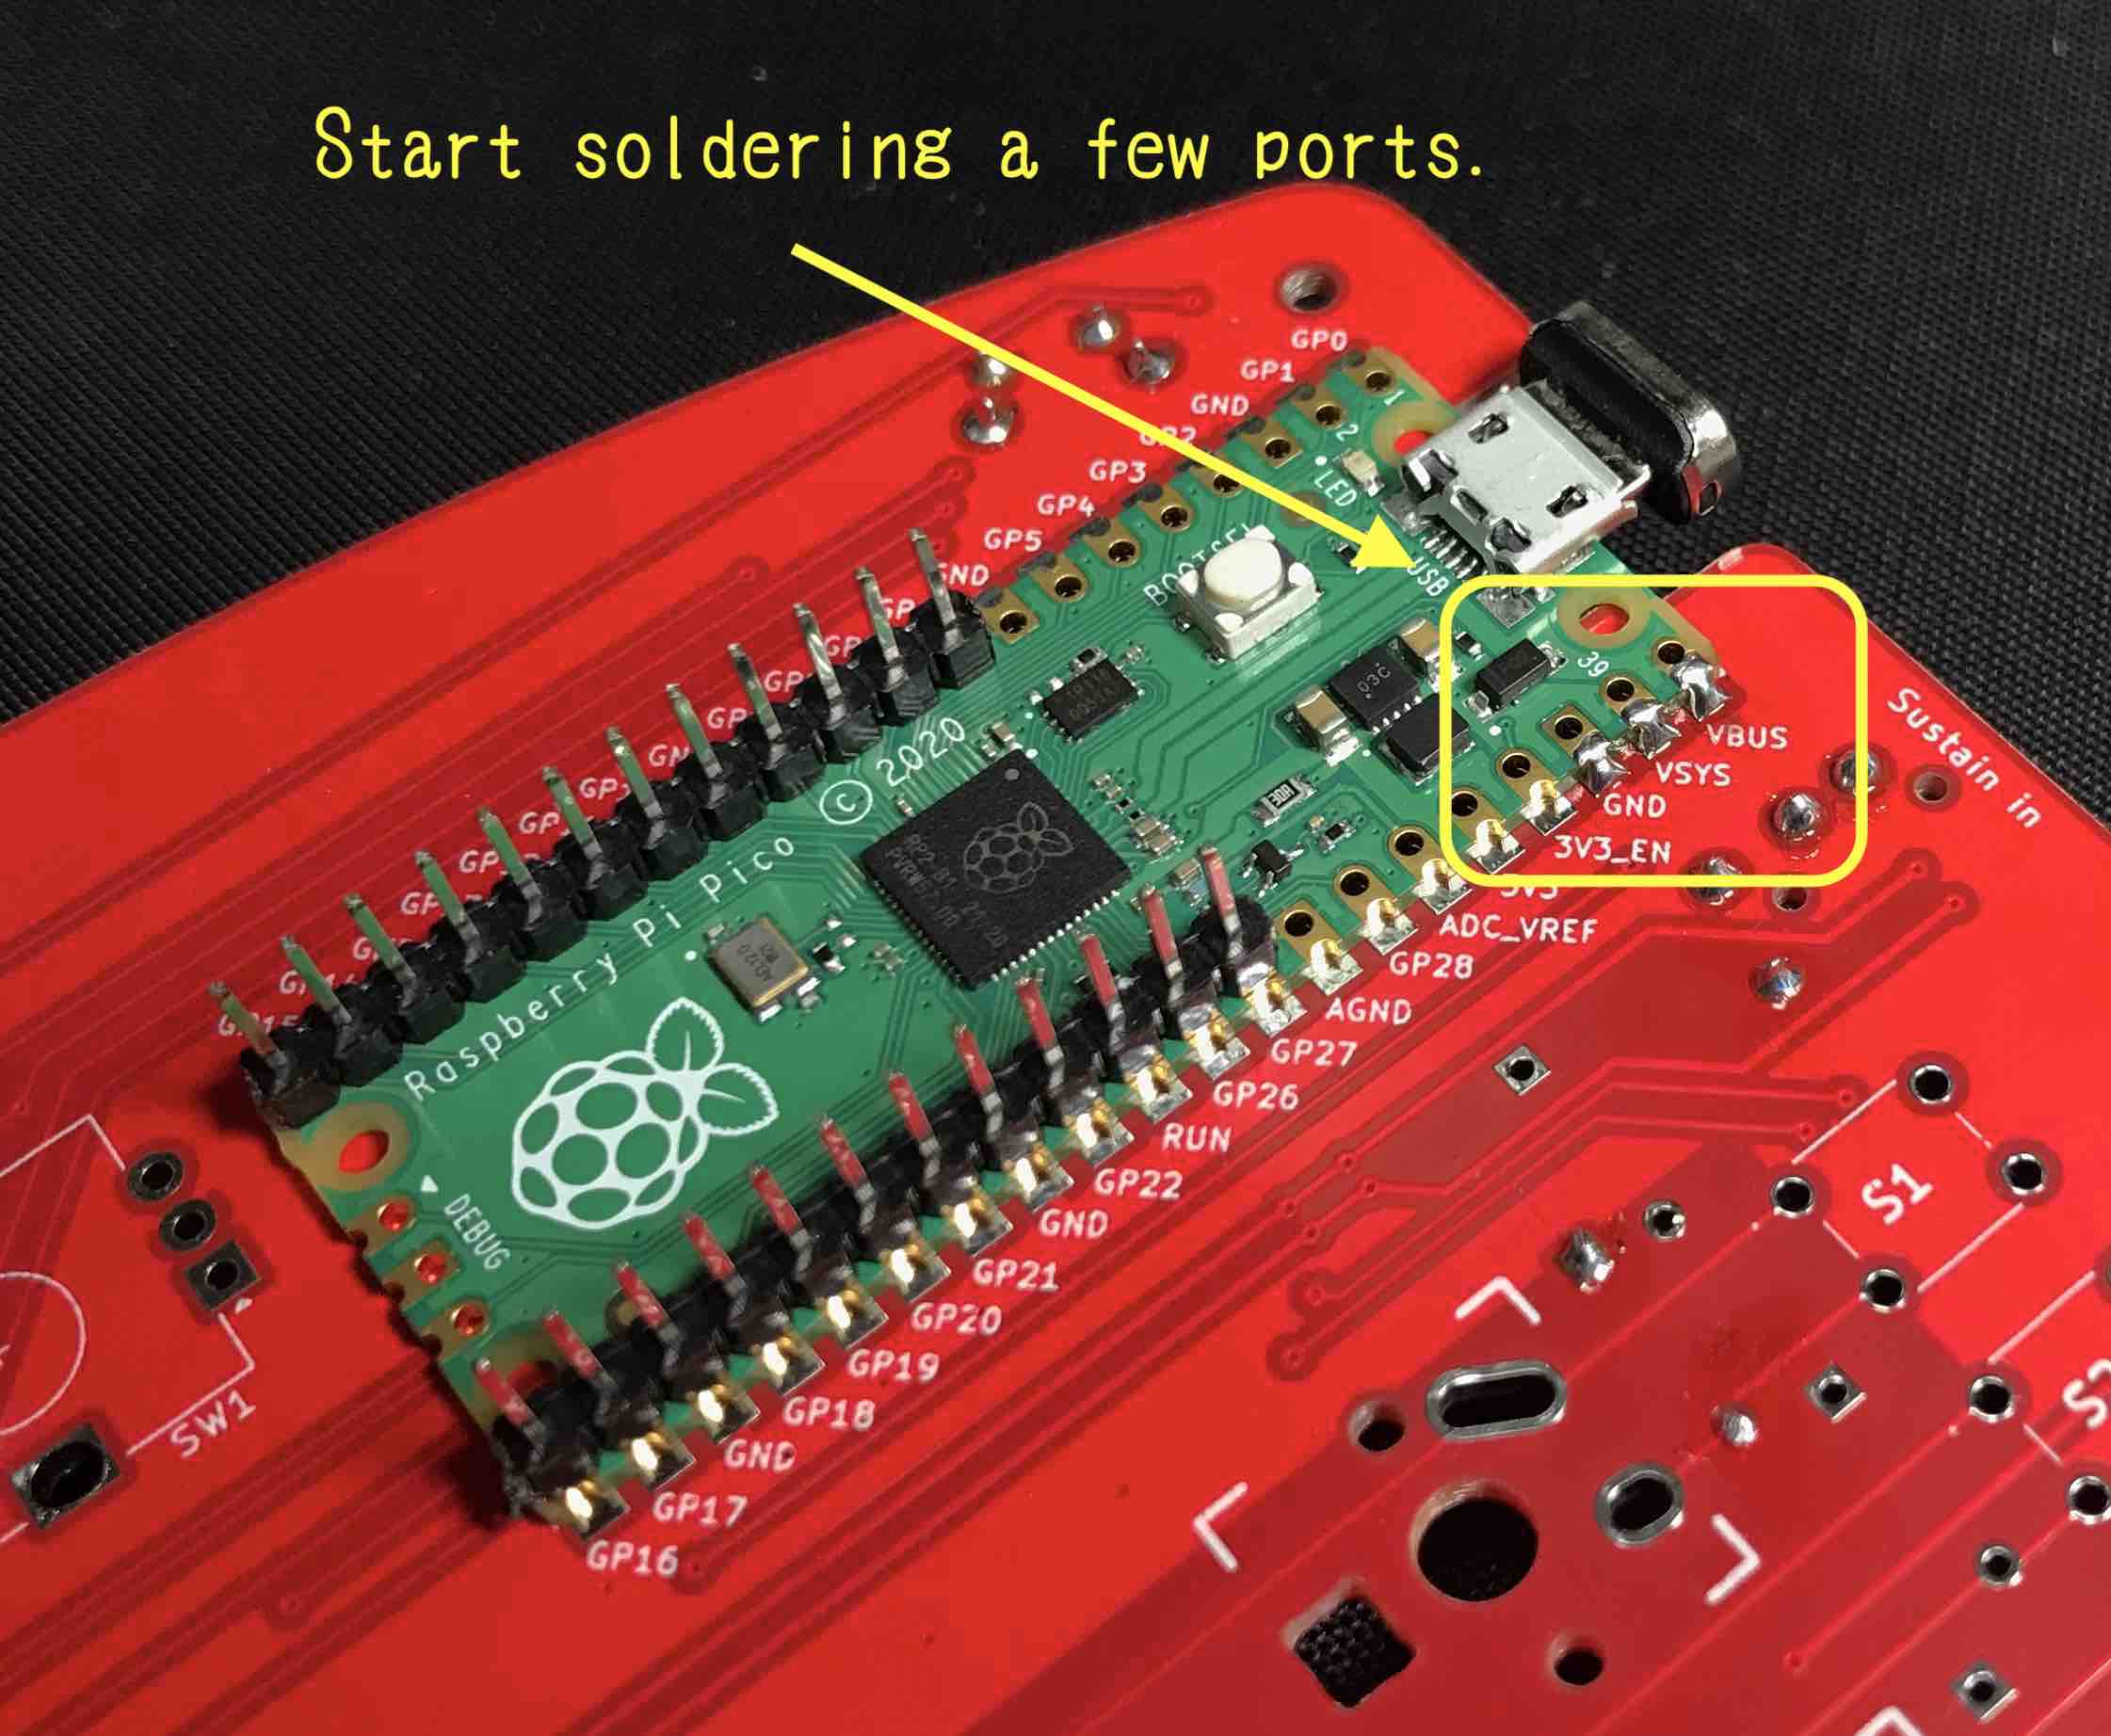 Start soldering a few ports.
GP0
GP1
GND
GP2
GP3
GP4
GP5
GND
1
2
LED
USB
BOOTSEL
39
03C
Raspberry Pi Pico © 2020
DEBUG
VBUS
VSYS
GND
3V3_EN
3V3
ADC_VREF
GP28
AGND
GP27
GP26
RUN
GP22
GND
GP21
GP20
GP19
GP18
GND
GP17
GP16
Sustain in
S1
SW1